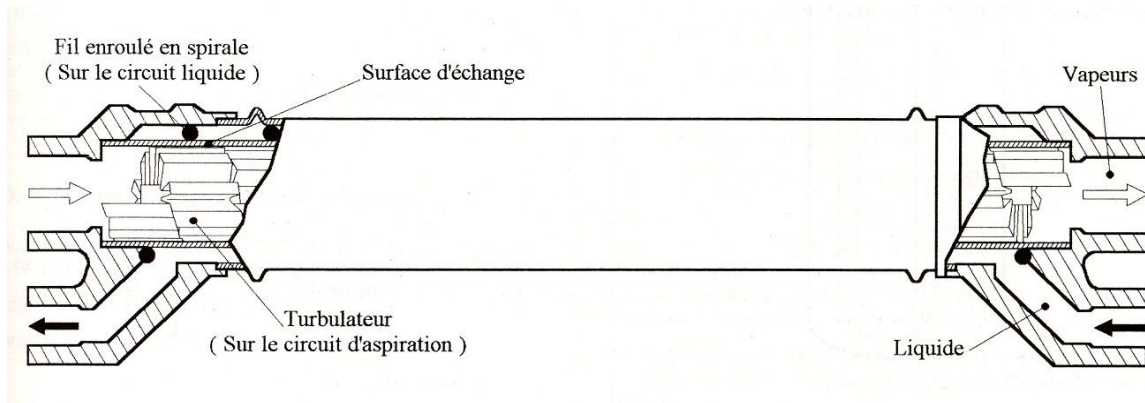 Fil enroulé en spirale
( Sur le circuit liquide )
Surface d'échange
Vapeurs
Turbulateur
( Sur le circuit d'aspiration )
Liquide